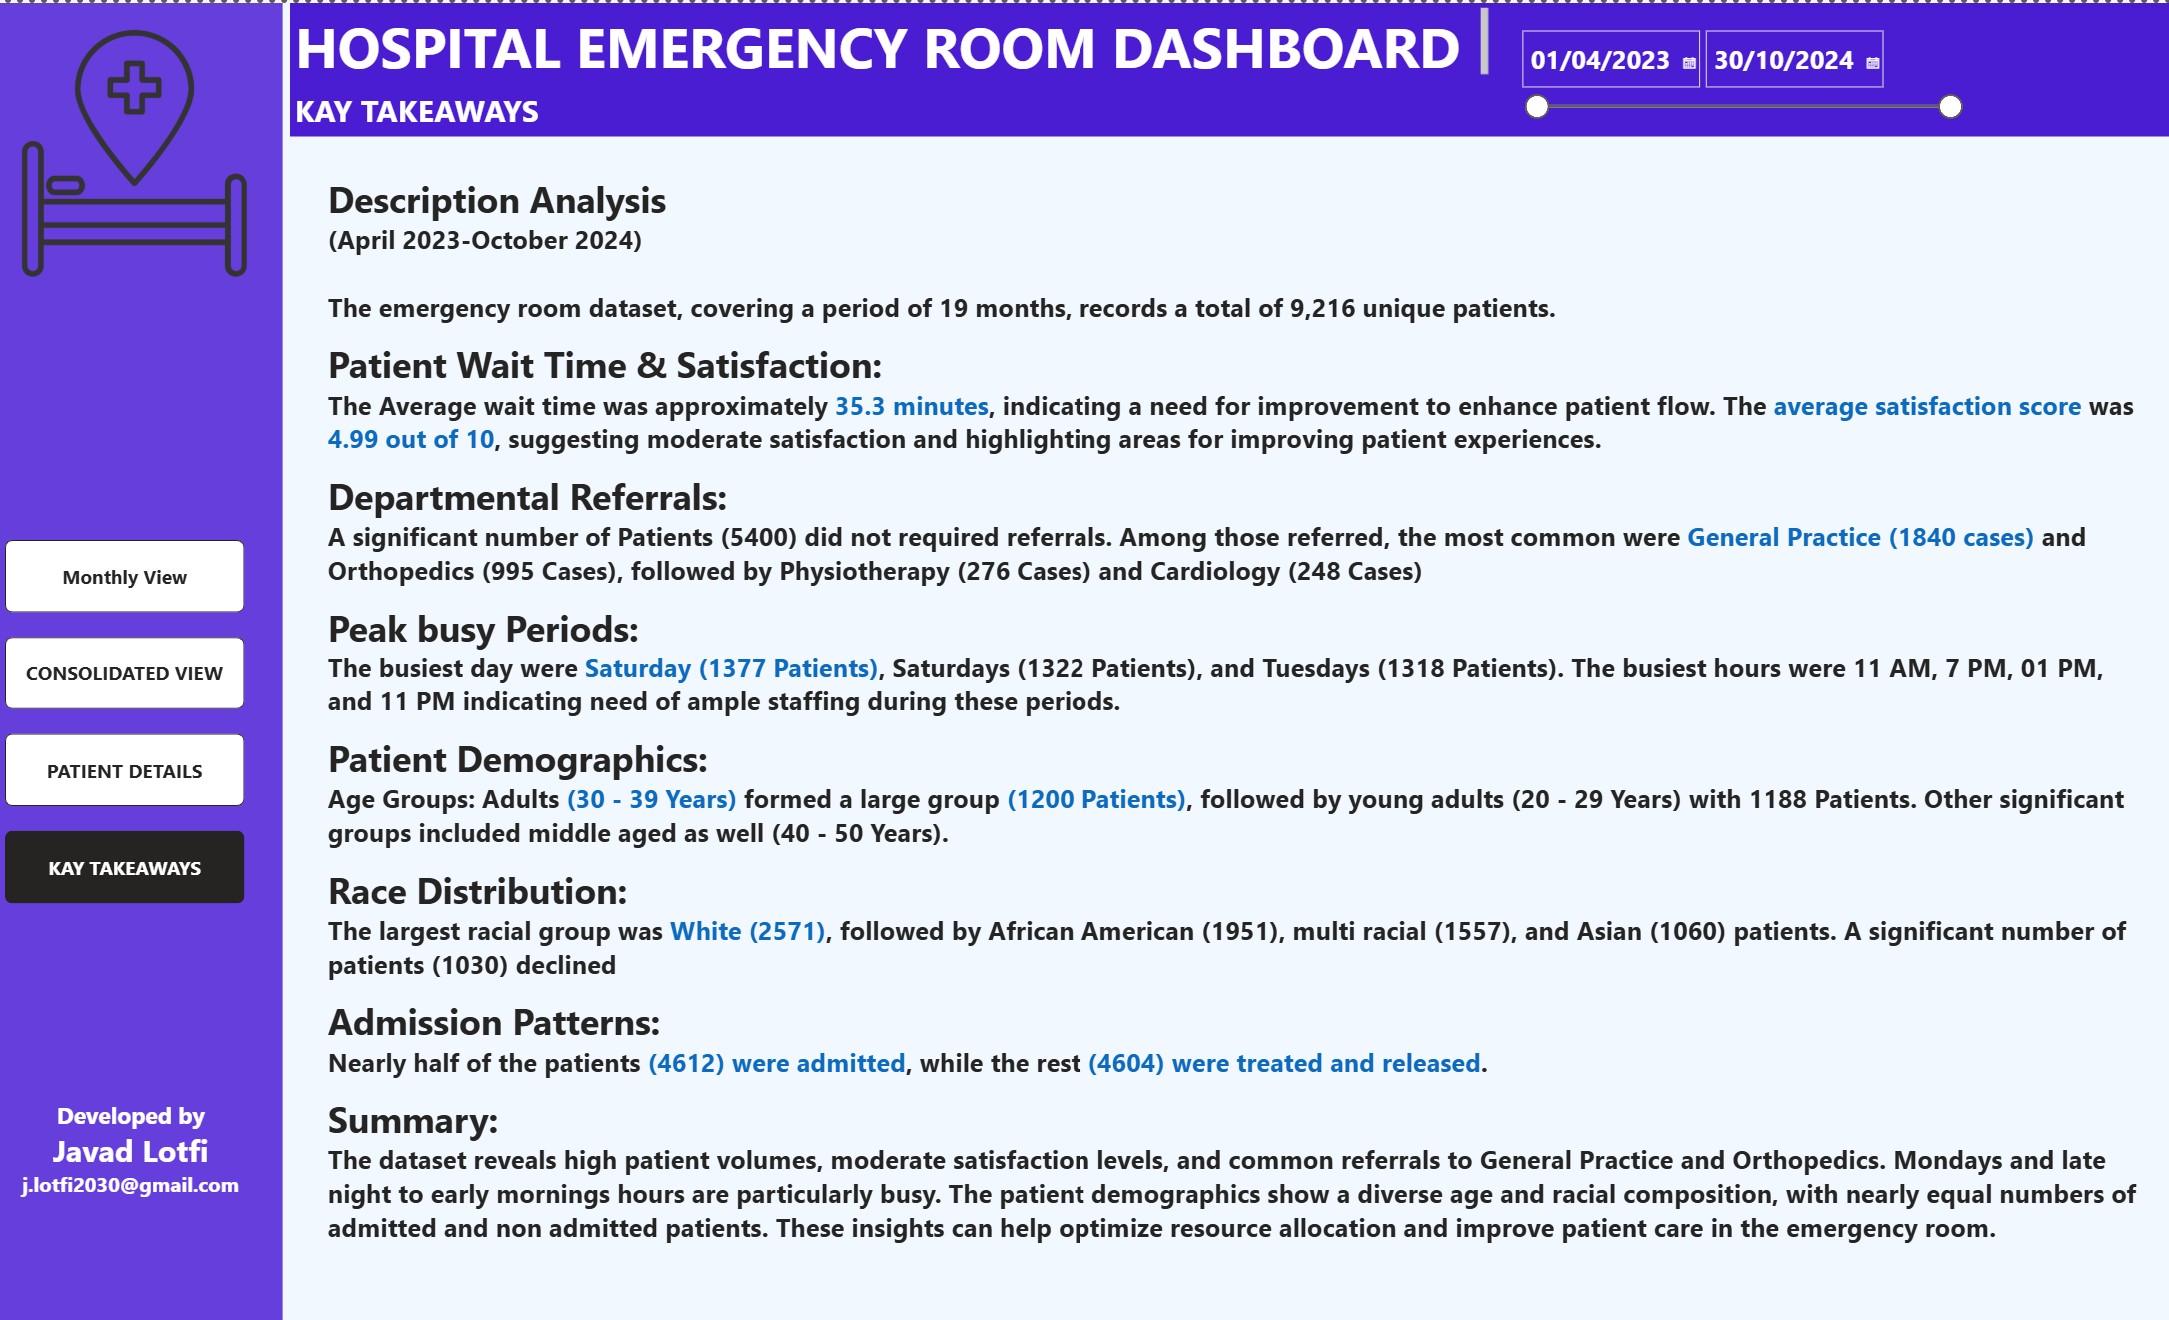 HOSPITAL EMERGENCY ROOM DASHBOARD
KAY TAKEAWAYS
01/04/2023
30/10/2024
Description Analysis
(April 2023-October 2024)
The emergency room dataset, covering a period of 19 months, records a total of 9,216 unique patients.
Patient Wait Time & Satisfaction:
The Average wait time was approximately 35.3 minutes, indicating a need for improvement to enhance patient flow. The average satisfaction score was
4.99 out of 10, suggesting moderate satisfaction and highlighting areas for improving patient experiences.
Departmental Referrals:
A significant number of Patients (5400) did not required referrals. Among those referred, the most common were General Practice (1840 cases) and
Orthopedics (995 Cases), followed by Physiotherapy (276 Cases) and Cardiology (248 Cases)
Peak busy Periods:
The busiest day were Saturday (1377 Patients), Saturdays (1322 Patients), and Tuesdays (1318 Patients). The busiest hours were 11 AM, 7 PM, 01 PM,
and 11 PM indicating need of ample staffing during these periods.
Patient Demographics:
Age Groups: Adults (30 - 39 Years) formed a large group (1200 Patients), followed by young adults (20 - 29 Years) with 1188 Patients. Other significant
groups included middle aged as well (40 - 50 Years).
Race Distribution:
The largest racial group was White (2571), followed by African American (1951), multi racial (1557), and Asian (1060) patients. A significant number of
patients (1030) declined
Admission Patterns:
Nearly half of the patients (4612) were admitted, while the rest (4604) were treated and released.
Summary:
The dataset reveals high patient volumes, moderate satisfaction levels, and common referrals to General Practice and Orthopedics. Mondays and late
night to early mornings hours are particularly busy. The patient demographics show a diverse age and racial composition, with nearly equal numbers of
admitted and non admitted patients. These insights can help optimize resource allocation and improve patient care in the emergency room.
Monthly View
CONSOLIDATED VIEW
PATIENT DETAILS
KAY TAKEAWAYS
Developed by
Javad Lotfi
j.lotfi2030@gmail.com